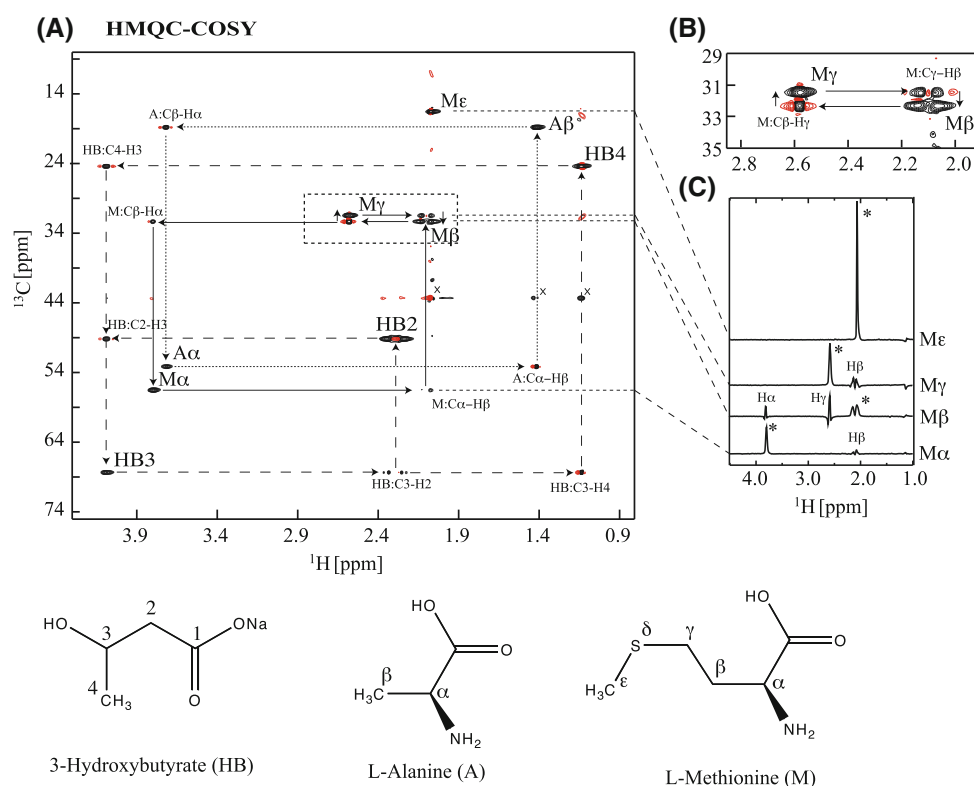 (A) HMQC-COSY
14
24
34
44
54
64
74
¹³C [ppm]
3.9 3.4 2.9 2.4 1.9 1.4 0.9
¹H [ppm]
Mε
A:Cβ-Hα
Aβ
HB:C4-H3
HB4
M:Cβ-Hα
Mγ
Mβ
x x x
HB:C2-H3
HB2
Aα
A:Cα-Hβ
Mα
M:Cα-Hβ
HB3
HB:C3-H2
HB:C3-H4
(B)
29
31
33
35
Mγ
M:Cγ-Hβ
M:Cβ-Hγ
Mβ
2.8 2.6 2.4 2.2 2.0
(C)
*
Mε
*
Hβ
Mγ
Hα
Hγ
*
Mβ
*
Hβ
Mα
4.0 3.0 2.0 1.0
¹H [ppm]
HO
3
2
1
ONa
4
CH₃
O
3-Hydroxybutyrate (HB)
HO
O
β
H₃C
α
NH₂
L-Alanine (A)
HO
O
δ
S
γ
β
α
H₃C
ε
NH₂
L-Methionine (M)